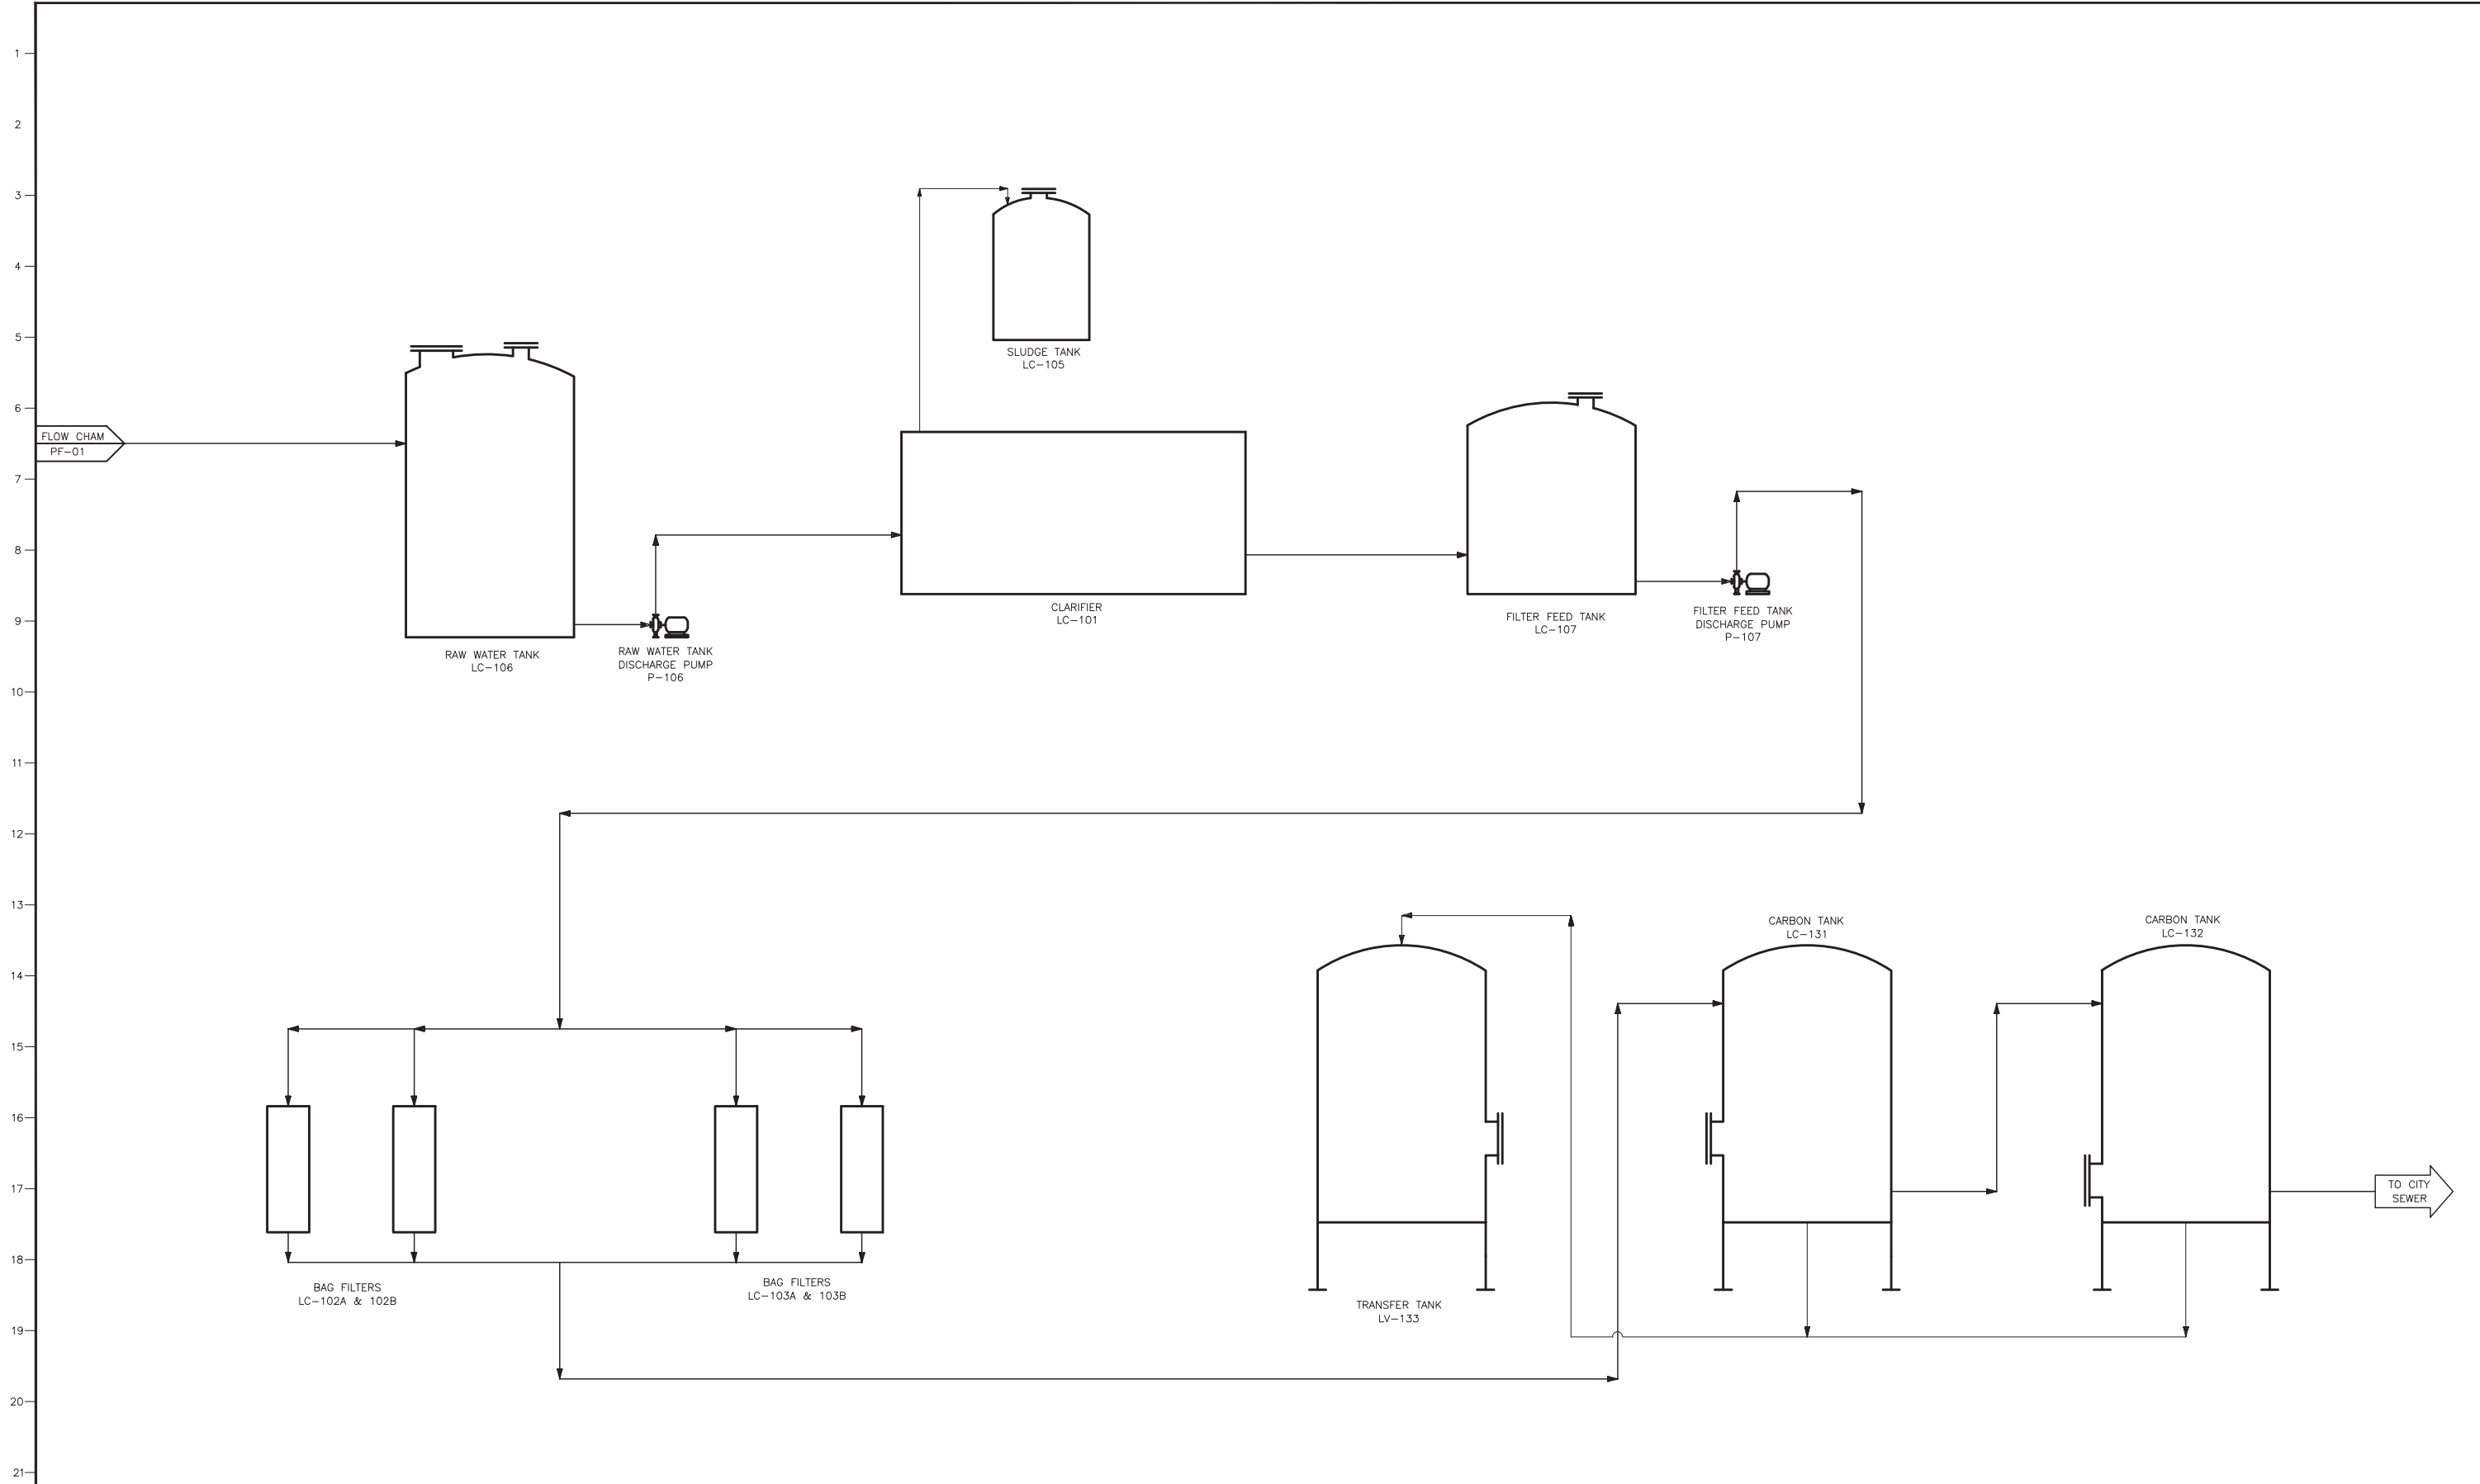 1
2
3
4
5
6
7
8
9
10
11
12
13
14
15
16
17
18
19
20
21
FLOW CHAM
PF-01
RAW WATER TANK
LC-106
RAW WATER TANK
DISCHARGE PUMP
P-106
SLUDGE TANK
LC-105
CLARIFIER
LC-101
FILTER FEED TANK
LC-107
FILTER FEED TANK
DISCHARGE PUMP
P-107
BAG FILTERS
LC-102A & 102B
BAG FILTERS
LC-103A & 103B
TRANSFER TANK
LV-133
CARBON TANK
LC-131
CARBON TANK
LC-132
TO CITY
SEWER